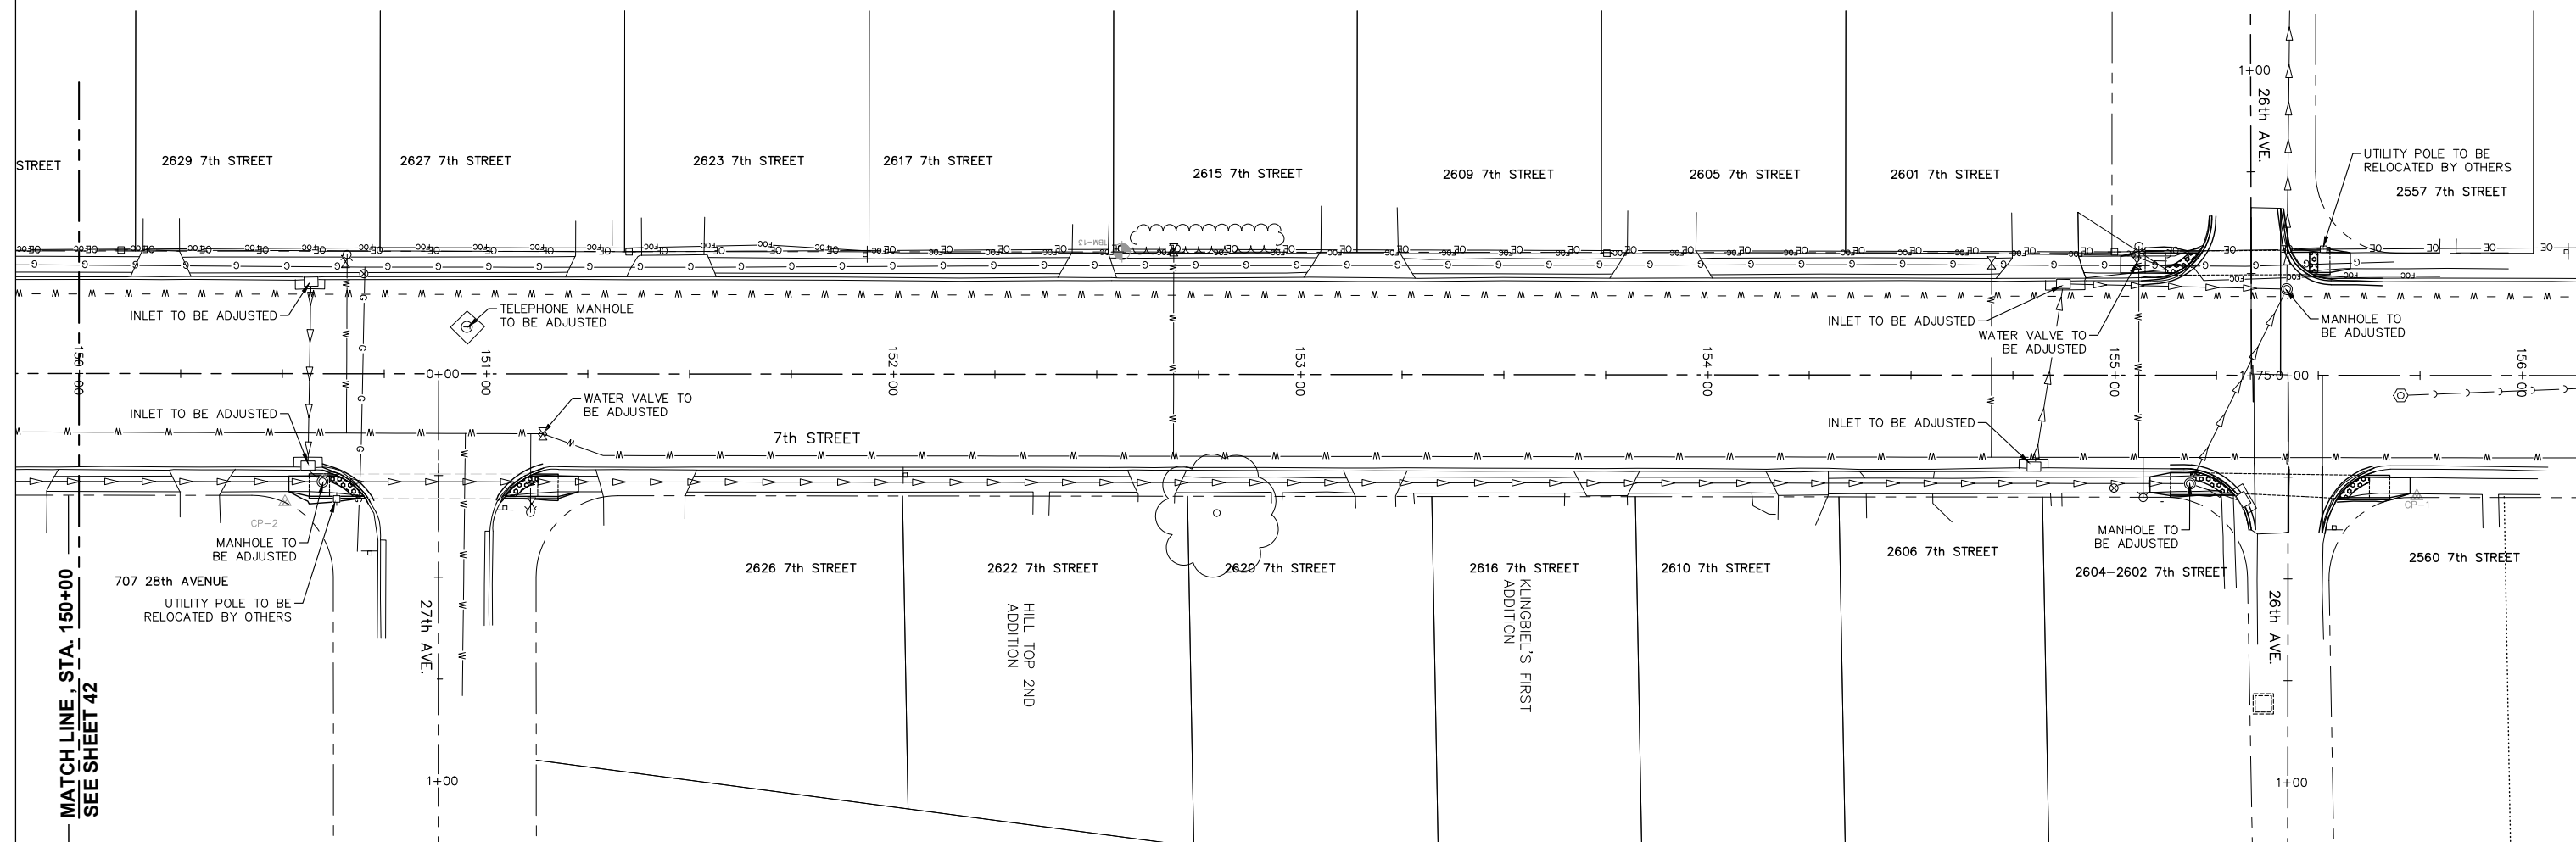 1+00
26th AVE.
UTILITY POLE TO BE
RELOCATED BY OTHERS
STREET
2629 7th STREET
2627 7th STREET
2623 7th STREET
2617 7th STREET
2615 7th STREET
2609 7th STREET
2605 7th STREET
2601 7th STREET
2557 7th STREET
TBM-13
INLET TO BE ADJUSTED
TELEPHONE MANHOLE
TO BE ADJUSTED
INLET TO BE ADJUSTED
WATER VALVE TO
BE ADJUSTED
MANHOLE TO
BE ADJUSTED
150+00
0+00
151+00
152+00
153+00
154+00
155+00
156+00
INLET TO BE ADJUSTED
WATER VALVE TO
BE ADJUSTED
7th STREET
INLET TO BE ADJUSTED
CP-2
CP-1
MANHOLE TO
BE ADJUSTED
MANHOLE TO
BE ADJUSTED
707 28th AVENUE
UTILITY POLE TO BE
RELOCATED BY OTHERS
2626 7th STREET
2622 7th STREET
2620 7th STREET
2616 7th STREET
2610 7th STREET
2606 7th STREET
2604-2602 7th STREET
2560 7th STREET
27th AVE.
HILL TOP 2ND
ADDITION
KLINGBIEL'S FIRST
ADDITION
26th AVE.
MATCH LINE, STA. 150+00
SEE SHEET 42
1+00
1+00